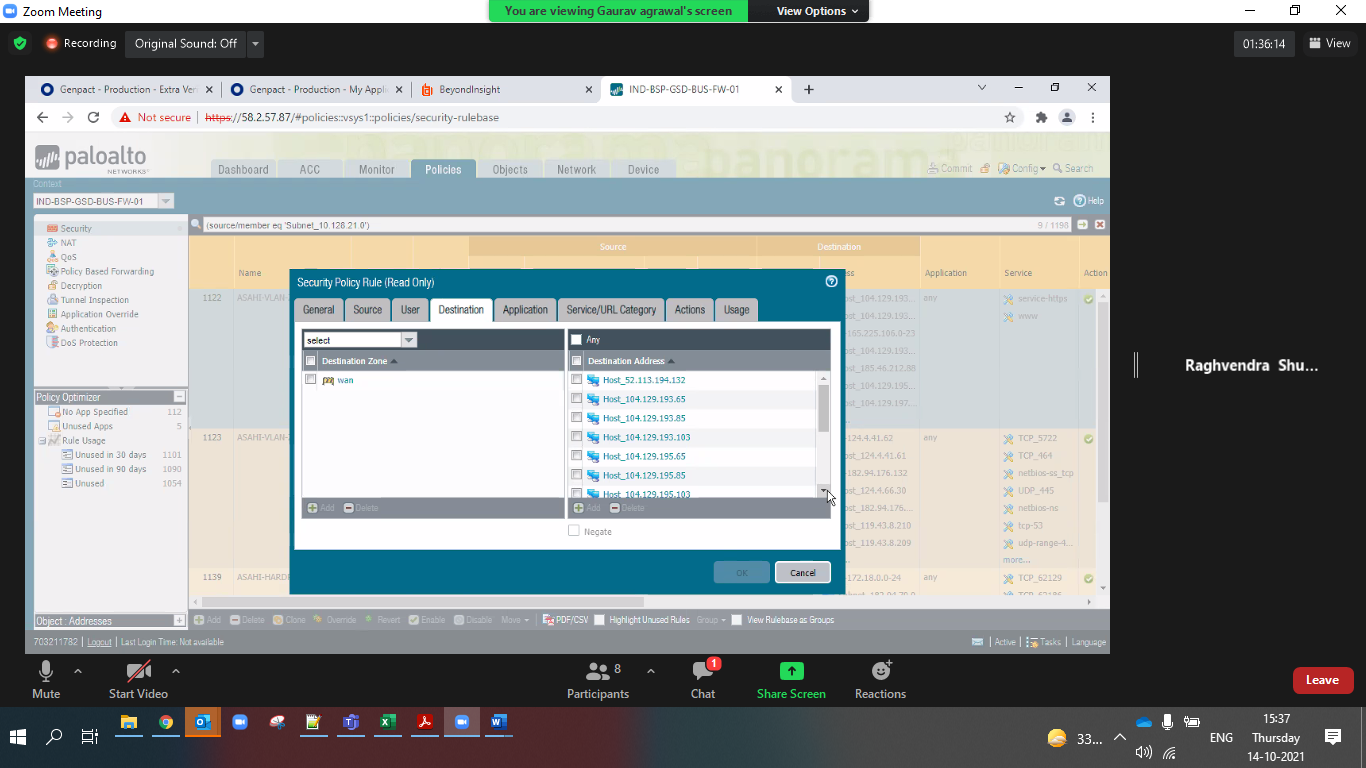 Zoom Meeting
You are viewing Gaurav agrawal's screen
View Options
Recording
Original Sound: Off
01:36:14
View
Genpact - Production - Extra Ver
Genpact - Production - My Apple
BeyondInsight
IND-BSP-GSD-BUS-FW-01
Not secure
https://58.2.57.87/#policies::vsys1::policies/security-rulebase
paloalto
NETWORKS
Dashboard
ACC
Monitor
Policies
Objects
Network
Device
Commit
Config
Search
Context
IND-BSP-GSD-BUS-FW-01
Help
Security
NAT
QoS
Policy Based Forwarding
Decryption
Tunnel Inspection
Application Override
Authentication
DoS Protection
(source/member eq 'Subnet_10.128.21.0')
9 / 1198
Source
Destination
Name
Application
Service
Action
1122
ASAHI-VLAN-
any
service-https
www
1123
ASAHI-VLAN-
any
TCP_5722
TCP_464
netbios-ss_tcp
UDP_445
netbios-ns
tcp-53
udp-range-4...
more...
1139
ASAHI-HARDE
any
TCP_62129
Security Policy Rule (Read Only)
General
Source
User
Destination
Application
Service/URL Category
Actions
Usage
select
Destination Zone
wan
Any
Destination Address
Host_52.113.194.132
Host_104.129.193.65
Host_104.129.193.85
Host_104.129.193.103
Host_104.129.195.65
Host_104.129.195.85
Host_104.129.195.103
Add
Delete
Add
Delete
Negate
OK
Cancel
Policy Optimizer
No App Specified 112
Unused Apps 5
Rule Usage
Unused in 30 days 1101
Unused in 90 days 1090
Unused 1054
Object : Addresses
Add
Delete
Clone
Override
Revert
Enable
Disable
Move
PDF/CSV
Highlight Unused Rules
Group
View Rulebase as Groups
703211782 | Logout | Last Login Time: Not available
Active
Tasks
Language
Raghvendra Shu...
Mute
Start Video
8
Participants
1
Chat
Share Screen
Reactions
Leave
33...
ENG
15:37
Thursday
14-10-2021